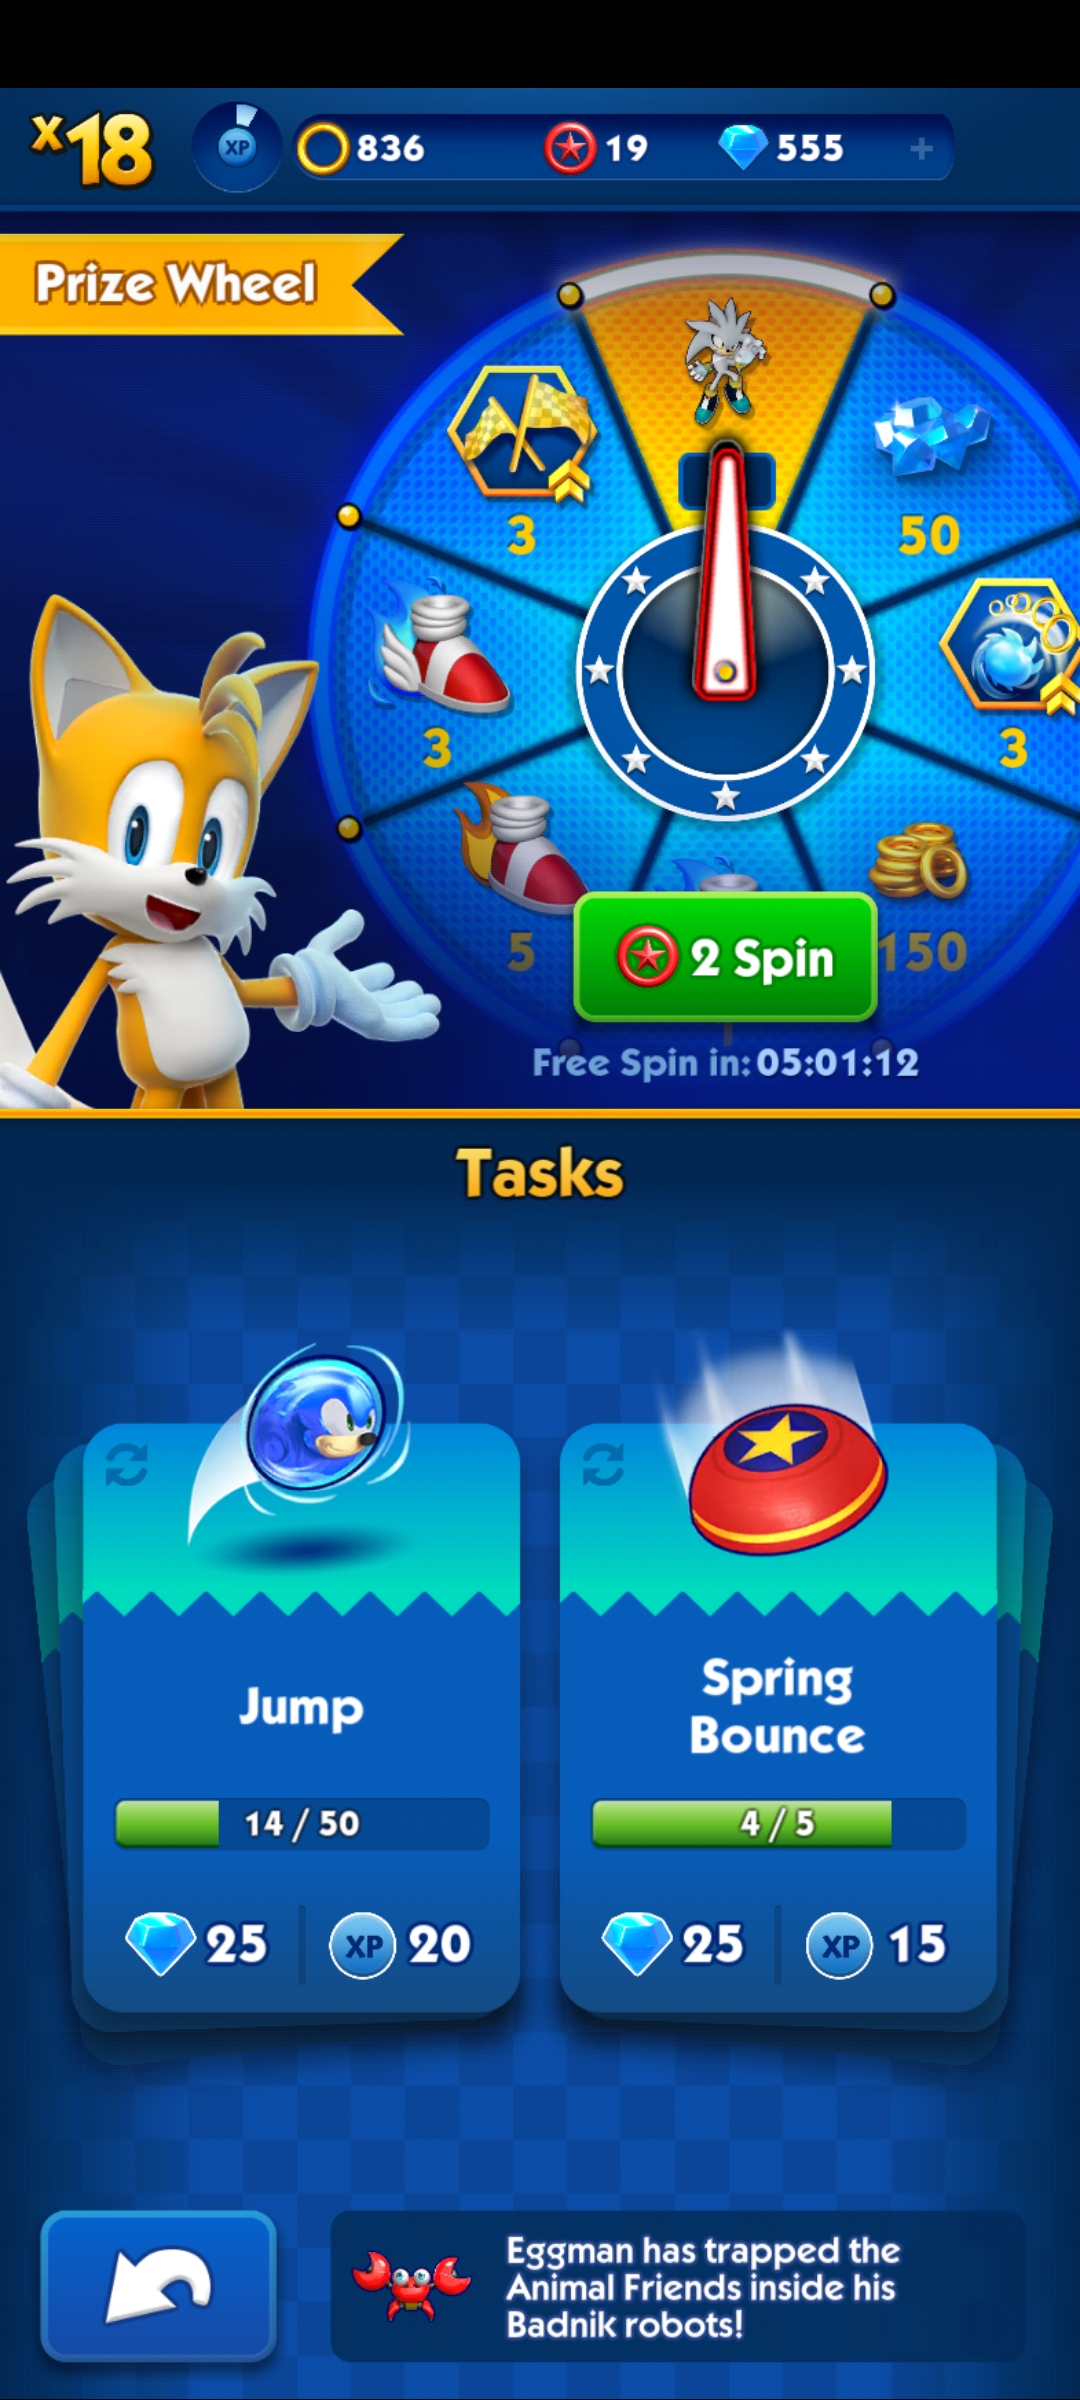 x18
XP
836
19
555
+
Prize Wheel
3
50
3
3
5
150
2 Spin
Free Spin in: 05:01:12
Tasks
Jump
Spring
Bounce
14 / 50
4 / 5
25
XP
20
25
XP
15
Eggman has trapped the
Animal Friends inside his
Badnik robots!